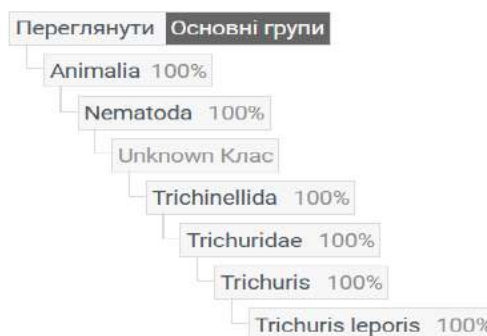 Переглянути Основні групи
Animalia 100%
Nematoda 100%
Unknown Клас
Trichinellida 100%
Trichuridae 100%
Trichuris 100%
Trichuris leporis 100%